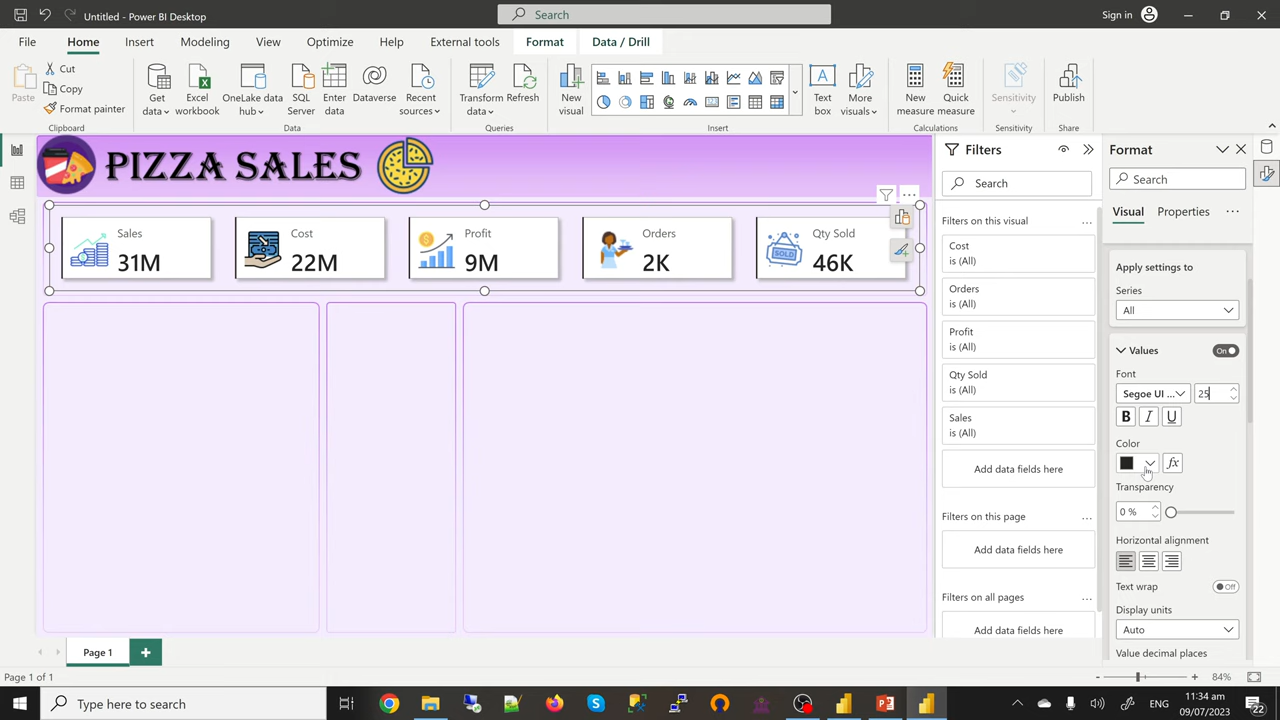 Untitled - Power BI Desktop
Search
Sign in
File
Home
Insert
Modeling
View
Optimize
Help
External tools
Format
Data / Drill
Paste
Cut
Copy
Format painter
Get data
Excel workbook
OneLake data hub
SQL Server
Enter data
Dataverse
Recent sources
Transform data
Refresh
New visual
Text box
More visuals
New measure
Quick measure
Sensitivity
Publish
Clipboard
Data
Queries
Insert
Calculations
Sensitivity
Share
PIZZA SALES
Sales
31M
Cost
22M
Profit
9M
Orders
2K
SOLD
Qty Sold
46K
Filters
Search
Filters on this visual
Cost
is (All)
Orders
is (All)
Profit
is (All)
Qty Sold
is (All)
Sales
is (All)
Add data fields here
Filters on this page
Add data fields here
Filters on all pages
Add data fields here
Format
Search
Visual
Properties
Apply settings to
Series
All
Values
On
Font
Segoe UI ...
25
B
I
U
Color
fx
Transparency
0 %
Horizontal alignment
Text wrap
Off
Display units
Auto
Value decimal places
Page 1
Page 1 of 1
84%
Type here to search
11:34 am
09/07/2023
22